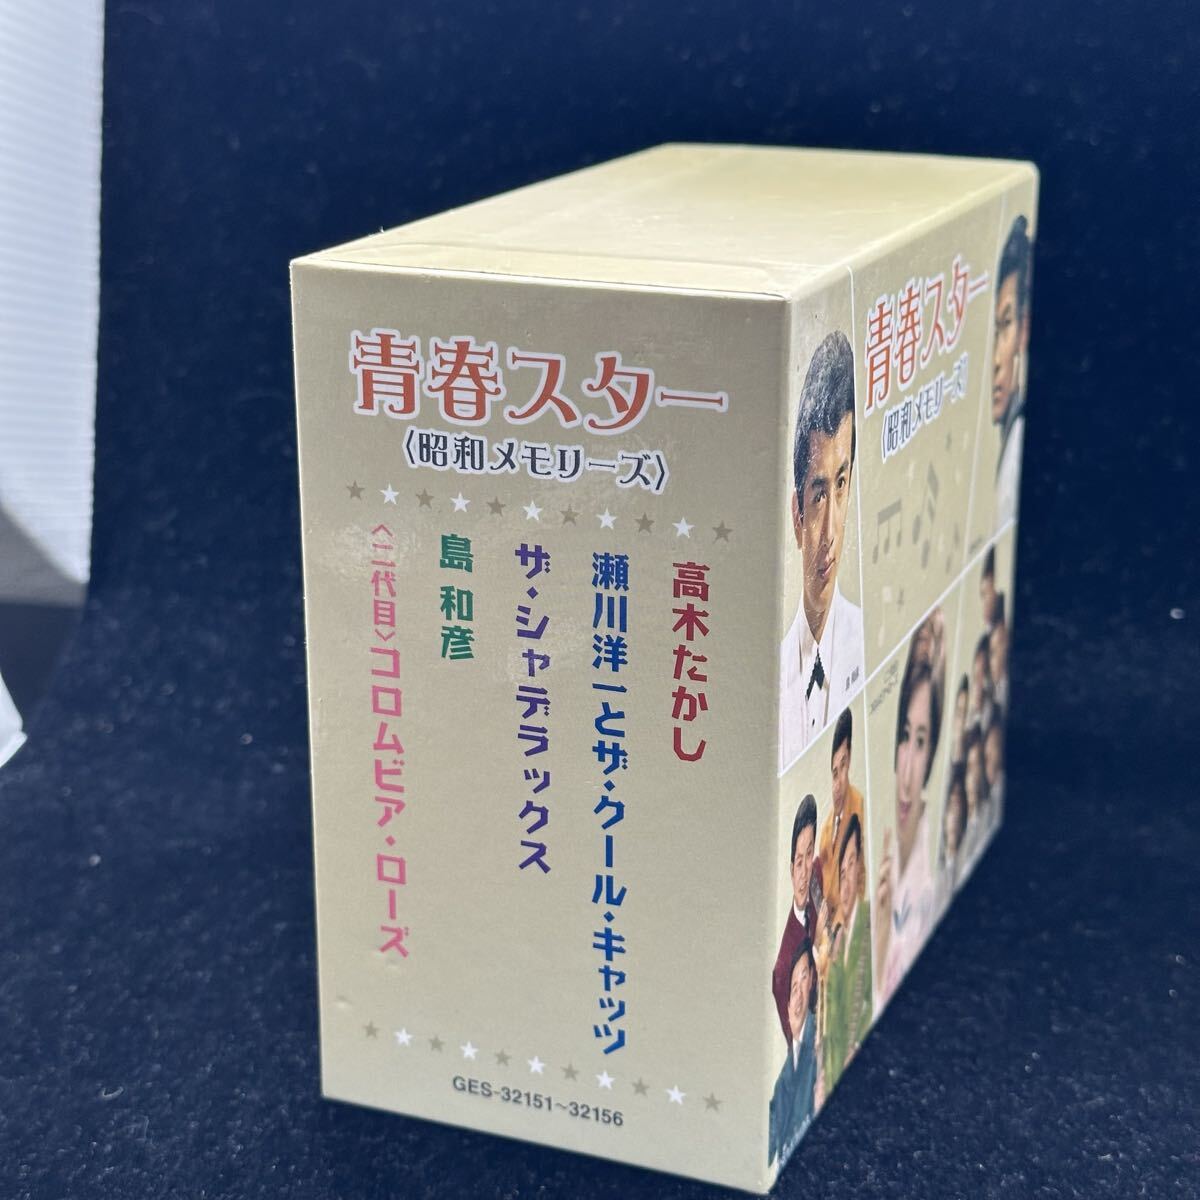 青春スター
〈昭和メモリーズ〉
高木たかし
瀬川洋一とザ・クール・キャッツ
ザ・シャデラックス
島 和彦
〈二代目〉コロムビア・ローズ
GES-32151~32156
青春スター
〈昭和メモリーズ〉
島 和彦